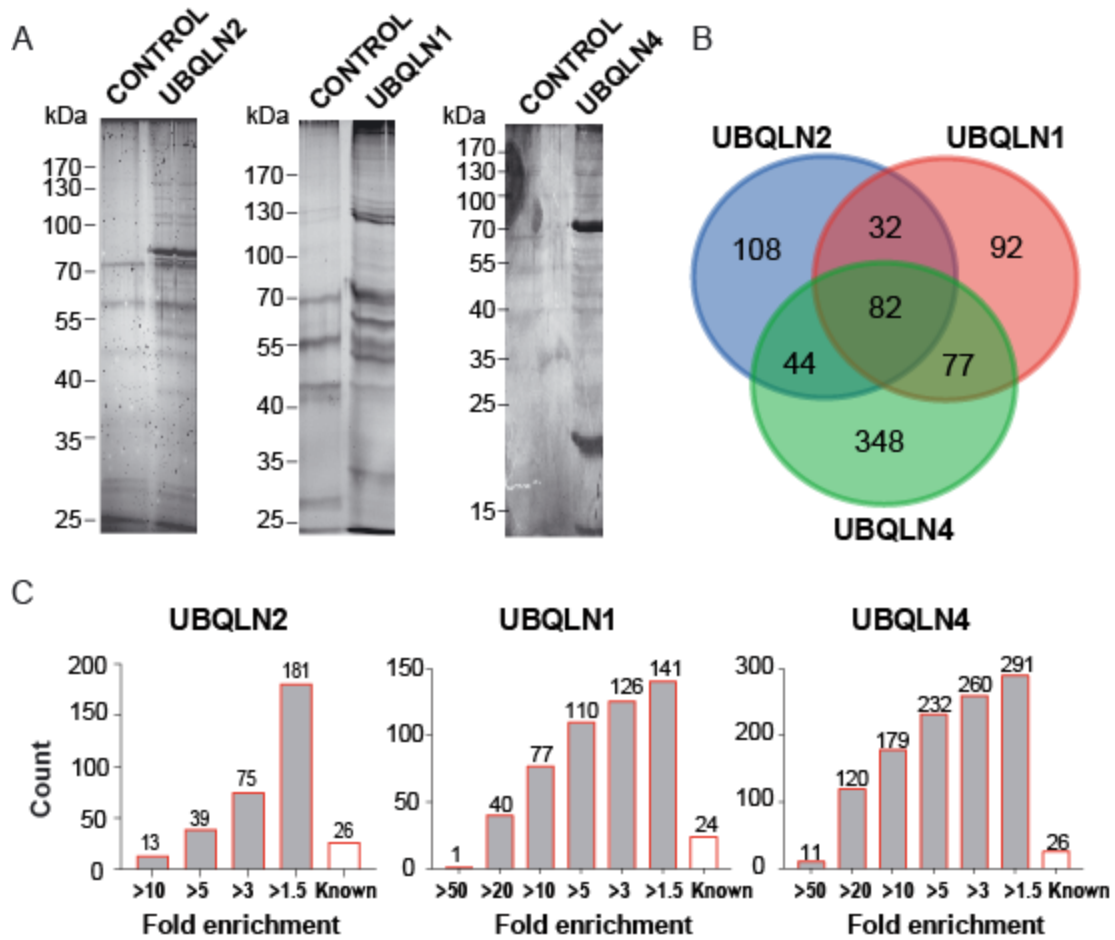 A
CONTROL
UBQLN2
kDa
170
130
100
70
55
40
35
25
CONTROL
UBQLN1
kDa
170
130
100
70
55
40
35
25
CONTROL
UBQLN4
kDa
170
130
100
70
55
40
35
25
15
B
UBQLN2
UBQLN1
108
32
92
82
44
77
348
UBQLN4
C
UBQLN2
Count
200
150
100
50
0
13
39
75
181
26
>10 >5 >3 >1.5 Known
Fold enrichment
UBQLN1
150
100
50
0
1
40
77
110
126
141
24
>50 >20 >10 >5 >3 >1.5 Known
Fold enrichment
UBQLN4
300
200
100
0
11
120
179
232
260
291
26
>50 >20 >10 >5 >3 >1.5 Known
Fold enrichment